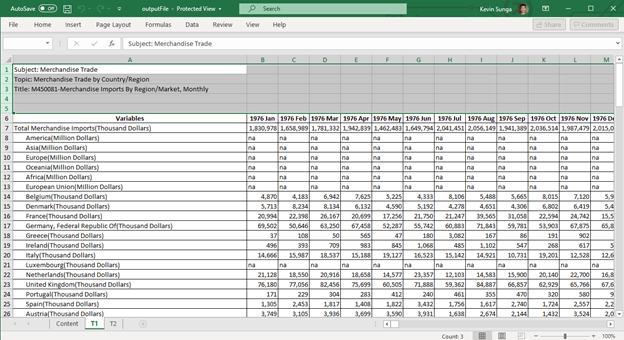 AutoSave Off outputFile - Protected View Search Kevin Sunga
File Home Insert Page Layout Formulas Data Review View Help Share Comments
fx Subject: Merchandise Trade
A B C D E F G H I J K L M
1 Subject: Merchandise Trade
2 Topic: Merchandise Trade by Country/Region
3 Title: M450081-Merchandise Imports By Region/Market, Monthly
4
5
6 Variables 1976 Jan 1976 Feb 1976 Mar 1976 Apr 1976 May 1976 Jun 1976 Jul 1976 Aug 1976 Sep 1976 Oct 1976 Nov 1976 De
7 Total Merchandise Imports(Thousand Dollars) 1,830,978 1,658,989 1,781,332 1,942,839 1,462,483 1,649,794 2,041,451 2,056,149 1,941,389 2,036,514 1,987,479 2,015,0
8 America(Million Dollars) na na na na na na na na na na na na
9 Asia(Million Dollars) na na na na na na na na na na na na
10 Europe(Million Dollars) na na na na na na na na na na na na
11 Oceania(Million Dollars) na na na na na na na na na na na na
12 Africa(Million Dollars) na na na na na na na na na na na na
13 European Union(Million Dollars) na na na na na na na na na na na na
14 Belgium(Thousand Dollars) 4,870 4,183 6,942 7,625 5,225 4,333 8,106 5,488 5,665 8,015 7,120 5,9
15 Denmark(Thousand Dollars) 5,713 8,234 8,134 6,132 4,590 5,192 4,278 4,651 4,306 6,802 6,419 5,4
16 France(Thousand Dollars) 20,994 22,398 26,167 20,699 17,256 21,750 21,247 39,565 31,058 22,594 24,742 15,5
17 Germany, Federal Republic Of(Thousand Dollars) 69,502 50,646 63,250 67,458 52,287 55,742 60,883 71,843 59,781 53,903 67,875 65,8
18 Greece(Thousand Dollars) 37 108 50 565 47 180 3,082 167 86 191 902
19 Ireland(Thousand Dollars) 496 393 709 983 845 1,068 485 1,102 547 268 617 5
20 Italy(Thousand Dollars) 14,666 15,987 18,537 15,188 19,127 16,523 15,142 14,921 10,731 19,201 12,528 12,6
21 Luxembourg(Thousand Dollars) na na na na na na na na na na na na
22 Netherlands(Thousand Dollars) 21,128 18,550 20,916 18,658 14,577 23,357 12,103 14,583 15,900 20,140 22,700 16,8
23 United Kingdom(Thousand Dollars) 76,180 77,056 82,456 75,699 60,505 71,888 59,362 84,887 66,857 62,929 65,766 67,6
24 Portugal(Thousand Dollars) 171 229 304 283 412 240 461 355 470 320 580 9
25 Spain(Thousand Dollars) 1,305 2,453 1,817 1,408 1,822 3,432 1,756 1,617 2,740 1,724 2,557 2,2
26 Austria(Thousand Dollars) 3,749 3,105 3,936 3,699 3,590 3,931 1,638 2,674 2,144 1,432 3,524 2,0
Content T1 T2
Count: 3 100%